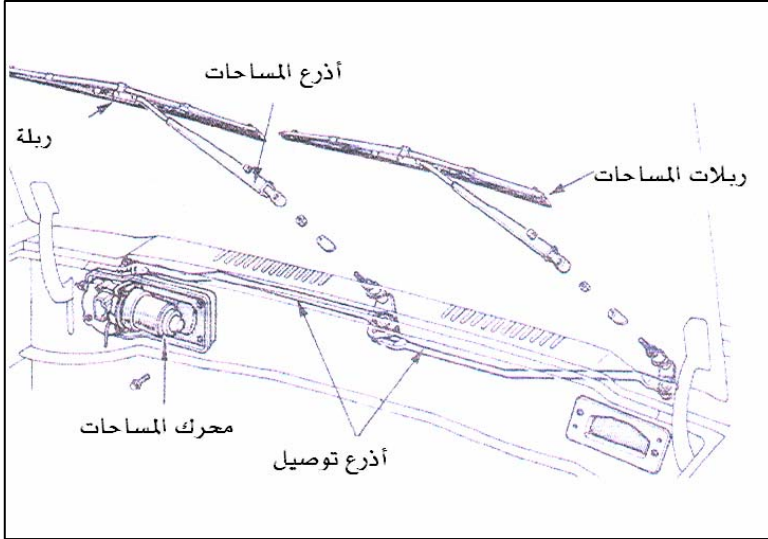 أذرع المساحات
ربلة
ربلات المساحات
محرك المساحات
أذرع توصيل